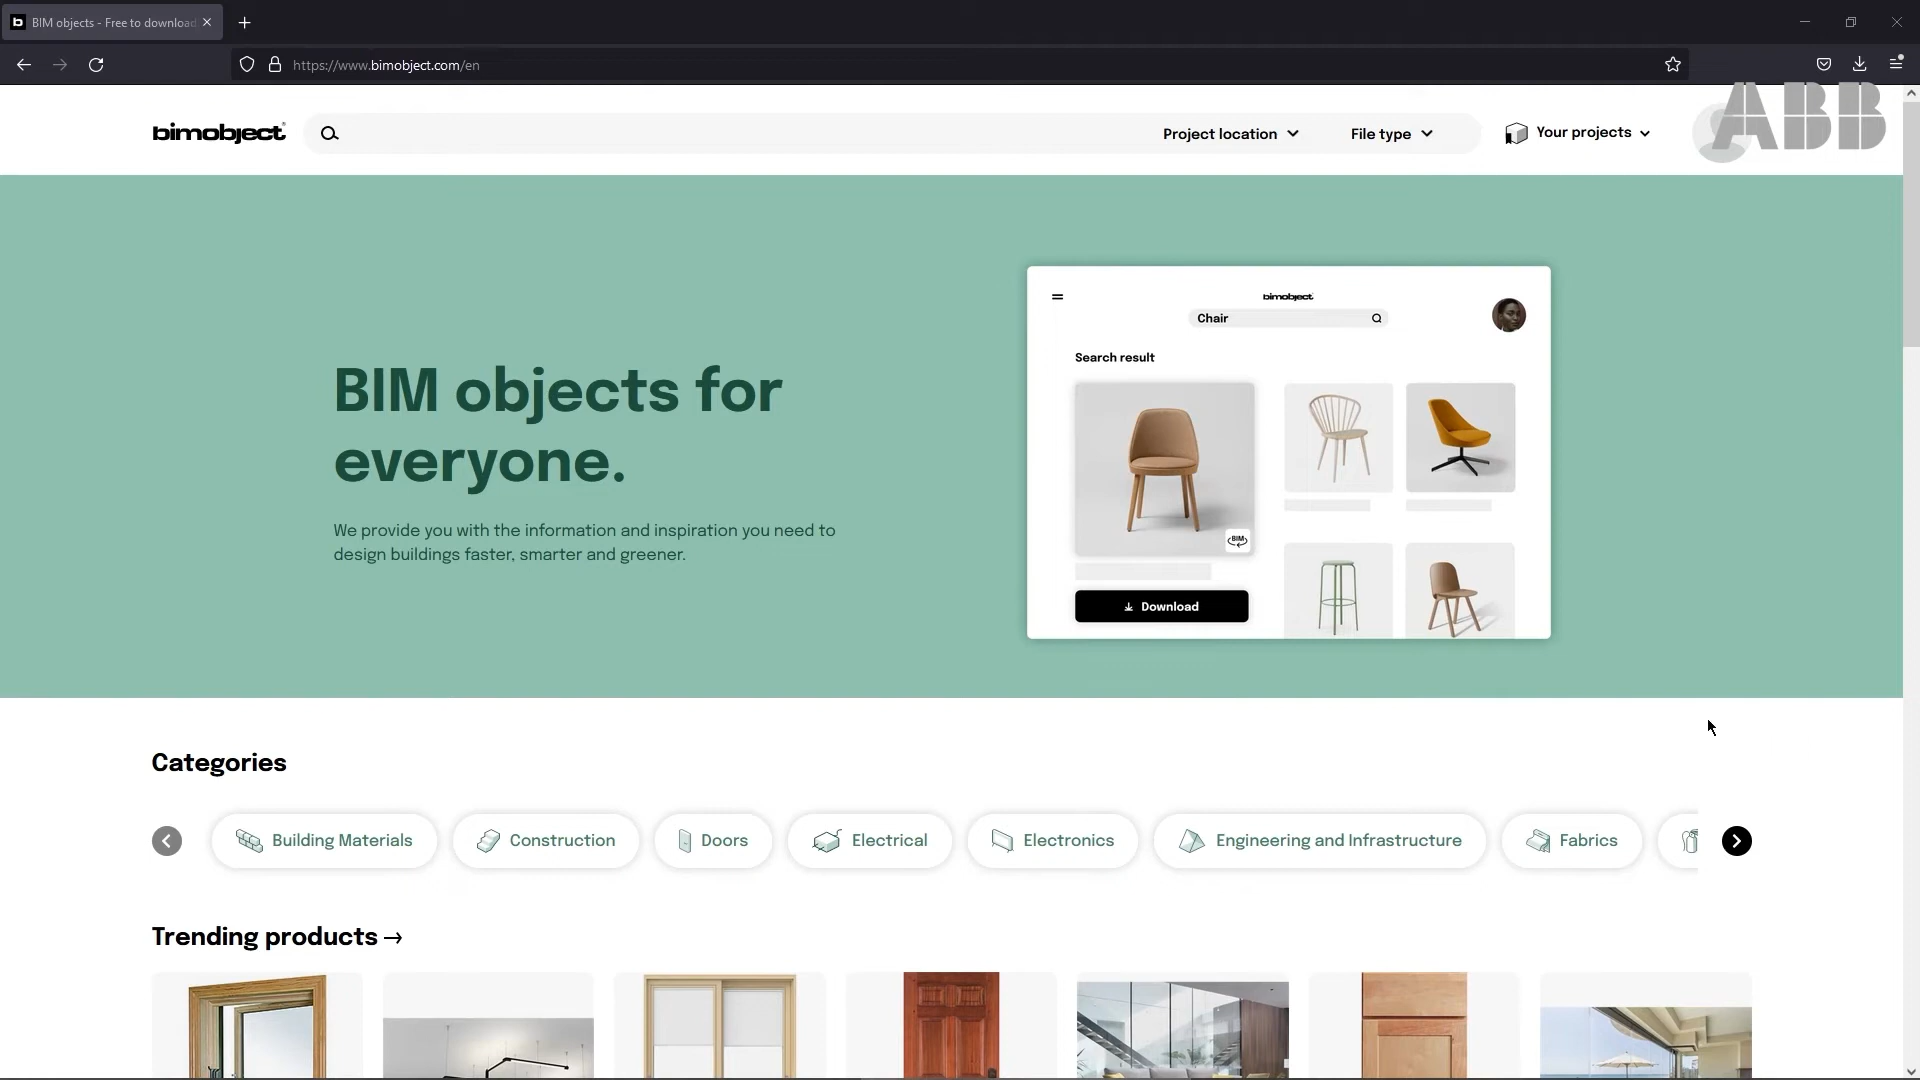 BIM objects - Free to download
https://www.bimobject.com/en
ABB
bimobject
Project location
File type
Your projects
BIM objects for
everyone.
We provide you with the information and inspiration you need to
design buildings faster, smarter and greener.
bimobject
Chair
Search result
BIM
Download
Categories
Building Materials
Construction
Doors
Electrical
Electronics
Engineering and Infrastructure
Fabrics
Trending products →